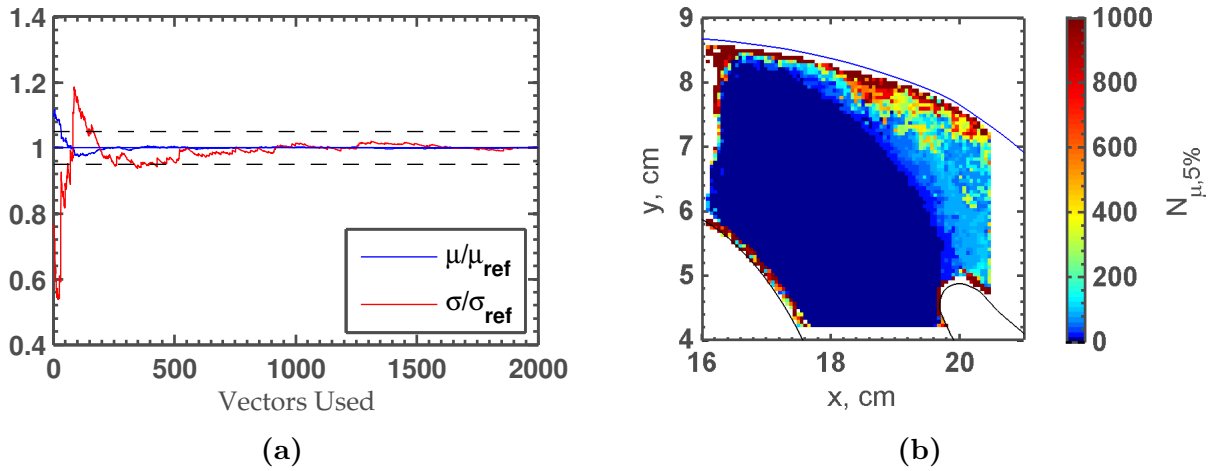 1.4
1.2
1
0.8
0.6
0.4
0 500 1000 1500 2000
Vectors Used
μ/μref
σ/σref
(a)
9
8
7
6
5
4
y, cm
16 18 20
x, cm
1000
800
600
400
200
0
Nμ,5%
(b)